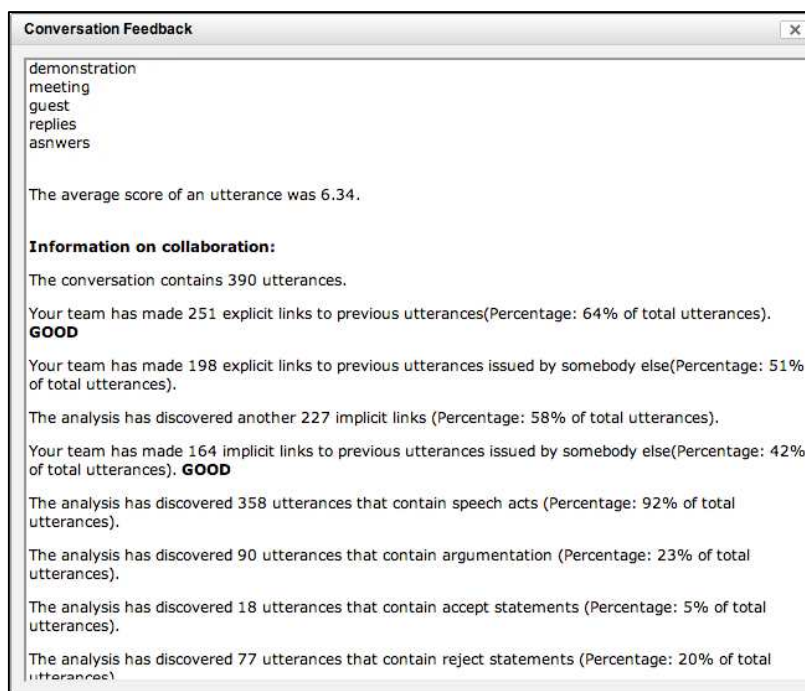 Conversation Feedback
demonstration
meeting
guest
replies
asnwers
The average score of an utterance was 6.34.
Information on collaboration:
The conversation contains 390 utterances.
Your team has made 251 explicit links to previous utterances(Percentage: 64% of total utterances).
GOOD
Your team has made 198 explicit links to previous utterances issued by somebody else(Percentage: 51%
of total utterances).
The analysis has discovered another 227 implicit links (Percentage: 58% of total utterances).
Your team has made 164 implicit links to previous utterances issued by somebody else(Percentage: 42%
of total utterances). GOOD
The analysis has discovered 358 utterances that contain speech acts (Percentage: 92% of total
utterances).
The analysis has discovered 90 utterances that contain argumentation (Percentage: 23% of total
utterances).
The analysis has discovered 18 utterances that contain accept statements (Percentage: 5% of total
utterances).
The analysis has discovered 77 utterances that contain reject statements (Percentage: 20% of total
utterances)